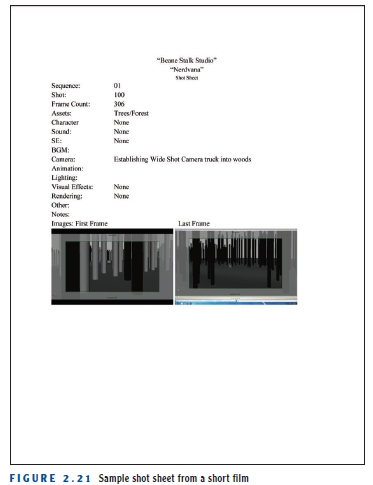 "Beane Stalk Studio"
"Nerdvana"
Shot Sheet
Sequence: 01
Shot: 100
Frame Count: 306
Assets: Trees/Forest
Character None
Sound: None
SE: None
BGM:
Camera: Establishing Wide Shot Camera truck into woods
Animation:
Lighting:
Visual Effects: None
Rendering: None
Other:
Notes:
Images: First Frame Last Frame
FIGURE 2.21 Sample shot sheet from a short film